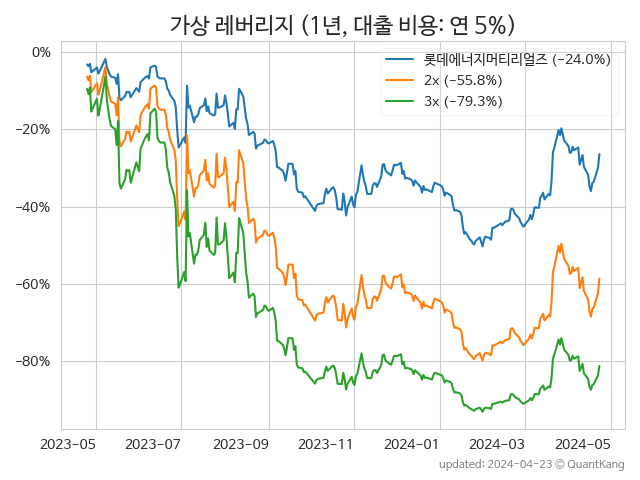 가상 레버리지 (1년, 대출 비용: 연 5%)
롯데에너지머티리얼즈 (−24.0%)
2x (−55.8%)
3x (−79.3%)
0%
−20%
−40%
−60%
−80%
2023-05
2023-07
2023-09
2023-11
2024-01
2024-03
2024-05
updated: 2024-04-23 © QuantKang